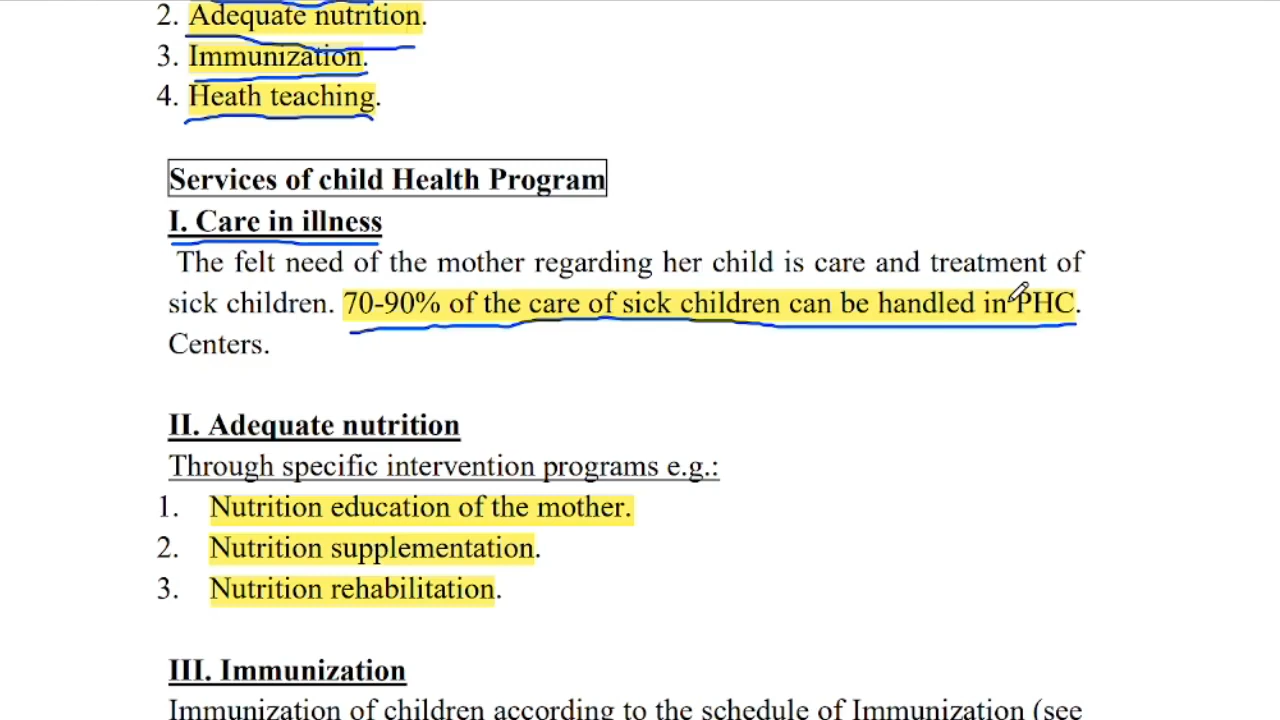 2. Adequate nutrition.
3. Immunization.
4. Heath teaching.
Services of child Health Program
I. Care in illness
The felt need of the mother regarding her child is care and treatment of
sick children. 70-90% of the care of sick children can be handled in PHC.
Centers.
II. Adequate nutrition
Through specific intervention programs e.g.:
1. Nutrition education of the mother.
2. Nutrition supplementation.
3. Nutrition rehabilitation.
III. Immunization
Immunization of children according to the schedule of Immunization (see